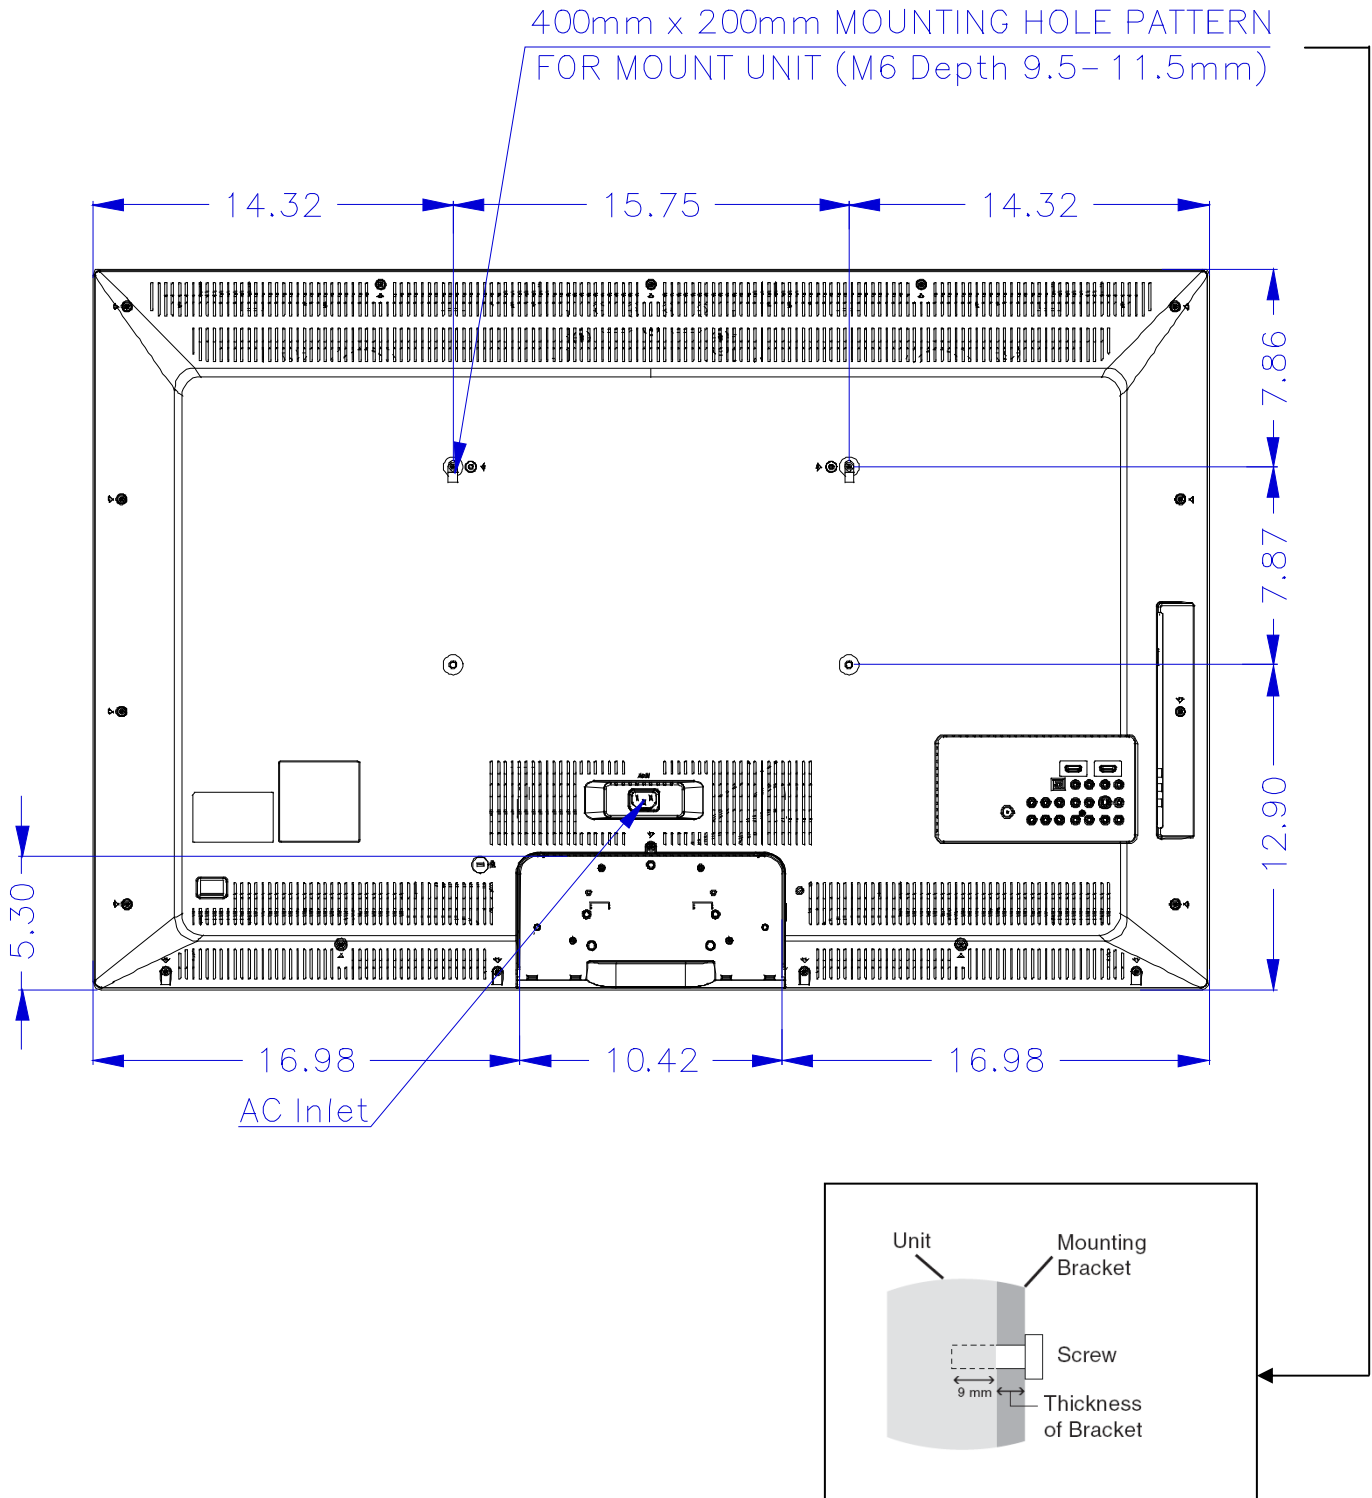 400mm x 200mm MOUNTING HOLE PATTERN
FOR MOUNT UNIT (M6 Depth 9.5-11.5mm)
14.32
15.75
14.32
7.86
7.87
12.90
5.30
16.98
10.42
16.98
AC Inlet
Unit
Mounting
Bracket
Screw
9 mm
Thickness
of Bracket